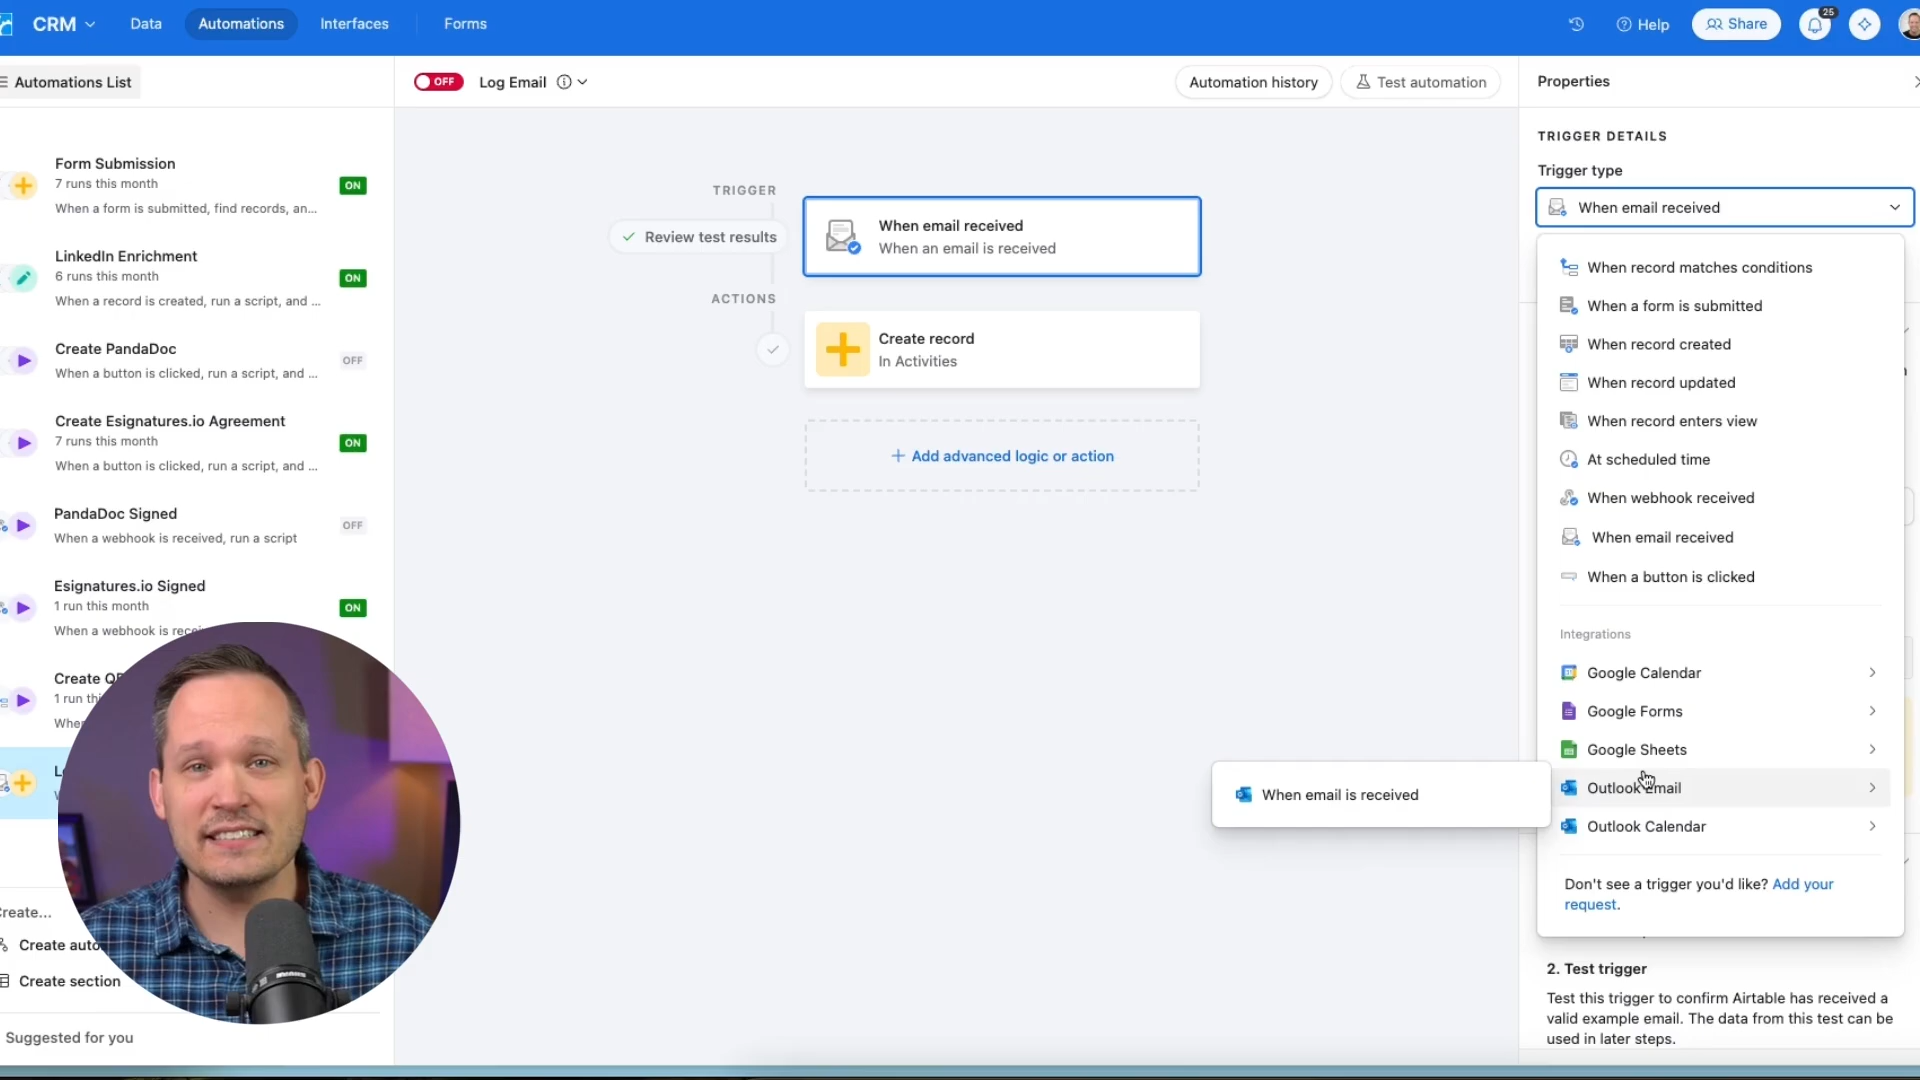 CRM
Data
Automations
Interfaces
Forms
Help
Share
25
Automations List
OFF
Log Email
Automation history
Test automation
Properties
Form Submission
7 runs this month
ON
When a form is submitted, find records, an...
LinkedIn Enrichment
6 runs this month
ON
When a record is created, run a script, and ...
Create PandaDoc
OFF
When a button is clicked, run a script, and ...
Create Esignatures.io Agreement
7 runs this month
ON
When a button is clicked, run a script, and ...
PandaDoc Signed
OFF
When a webhook is received, run a script
Esignatures.io Signed
1 run this month
ON
When a webhook is
Create
1 run
Create auto
Create section
Suggested for you
TRIGGER
Review test results
When email received
When an email is received
ACTIONS
Create record
In Activities
+ Add advanced logic or action
TRIGGER DETAILS
Trigger type
When email received
When record matches conditions
When a form is submitted
When record created
When record updated
When record enters view
At scheduled time
When webhook received
When email received
When a button is clicked
Integrations
Google Calendar
Google Forms
Google Sheets
Outlook Email
Outlook Calendar
When email is received
Don't see a trigger you'd like? Add your
request.
2. Test trigger
Test this trigger to confirm Airtable has received a
valid example email. The data from this test can be
used in later steps.